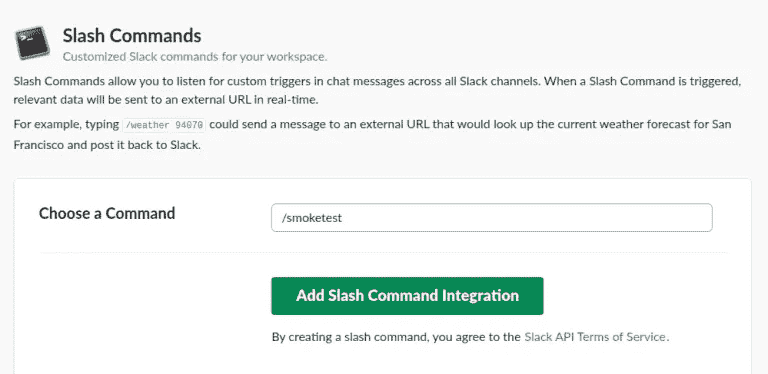 Slash Commands
Customized Slack commands for your workspace.
Slash Commands allow you to listen for custom triggers in chat messages across all Slack channels. When a Slash Command is triggered,
relevant data will be sent to an external URL in real-time.
For example, typing /weather 94070 could send a message to an external URL that would look up the current weather forecast for San
Francisco and post it back to Slack.
Choose a Command
/smoketest
Add Slash Command Integration
By creating a slash command, you agree to the Slack API Terms of Service.